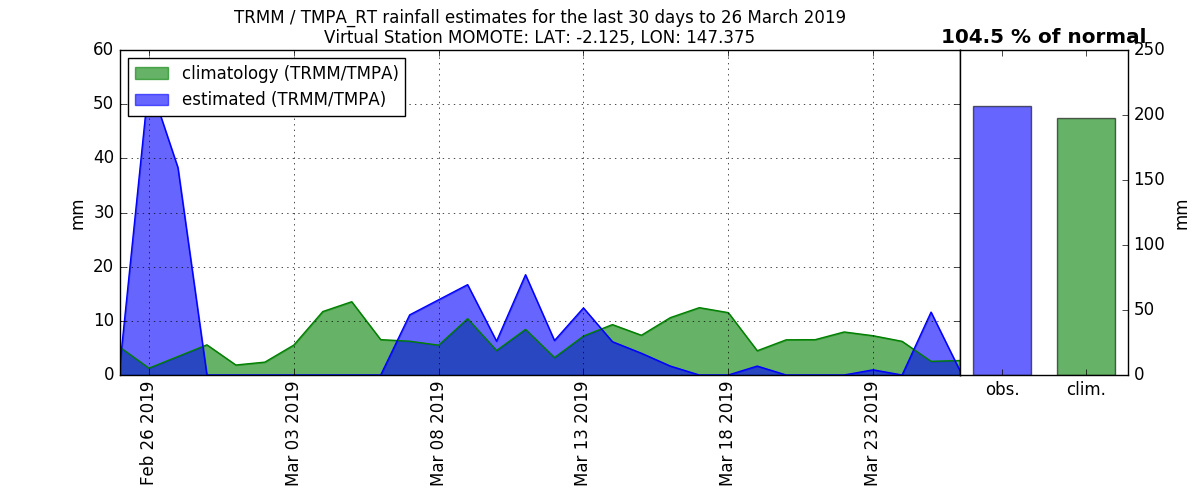 TRMM / TMPA_RT rainfall estimates for the last 30 days to 26 March 2019
Virtual Station MOMOTE: LAT: -2.125, LON: 147.375
104.5 % of normal
climatology (TRMM/TMPA)
estimated (TRMM/TMPA)
60
50
40
30
20
10
0
mm
Feb 26 2019
Mar 03 2019
Mar 08 2019
Mar 13 2019
Mar 18 2019
Mar 23 2019
obs.
clim.
250
200
150
100
50
0
mm